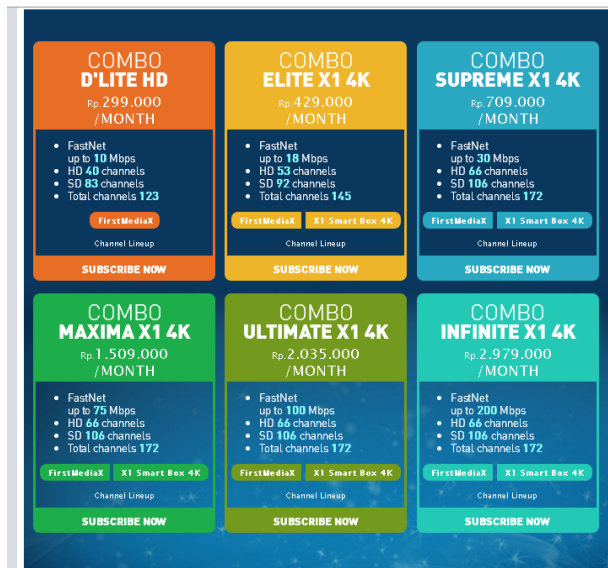 COMBO
D'LITE HD
Rp.299.000
/MONTH
• FastNet
up to 10 Mbps
• HD 40 channels
• SD 83 channels
• Total channels 123
FirstMediaX
Channel Lineup
SUBSCRIBE NOW
COMBO
ELITE X1 4K
Rp.429.000
/MONTH
• FastNet
up to 18 Mbps
• HD 53 channels
• SD 92 channels
• Total channels 145
FirstMediaX X1 Smart Box 4K
Channel Lineup
SUBSCRIBE NOW
COMBO
SUPREME X1 4K
Rp.709.000
/MONTH
• FastNet
up to 30 Mbps
• HD 66 channels
• SD 106 channels
• Total channels 172
FirstMediaX X1 Smart Box 4K
Channel Lineup
SUBSCRIBE NOW
COMBO
MAXIMA X1 4K
Rp.1.509.000
/MONTH
• FastNet
up to 75 Mbps
• HD 66 channels
• SD 106 channels
• Total channels 172
FirstMediaX X1 Smart Box 4K
Channel Lineup
SUBSCRIBE NOW
COMBO
ULTIMATE X1 4K
Rp.2.035.000
/MONTH
• FastNet
up to 100 Mbps
• HD 66 channels
• SD 106 channels
• Total channels 172
FirstMediaX X1 Smart Box 4K
Channel Lineup
SUBSCRIBE NOW
COMBO
INFINITE X1 4K
Rp.2.979.000
/MONTH
• FastNet
up to 200 Mbps
• HD 66 channels
• SD 106 channels
• Total channels 172
FirstMediaX X1 Smart Box 4K
Channel Lineup
SUBSCRIBE NOW